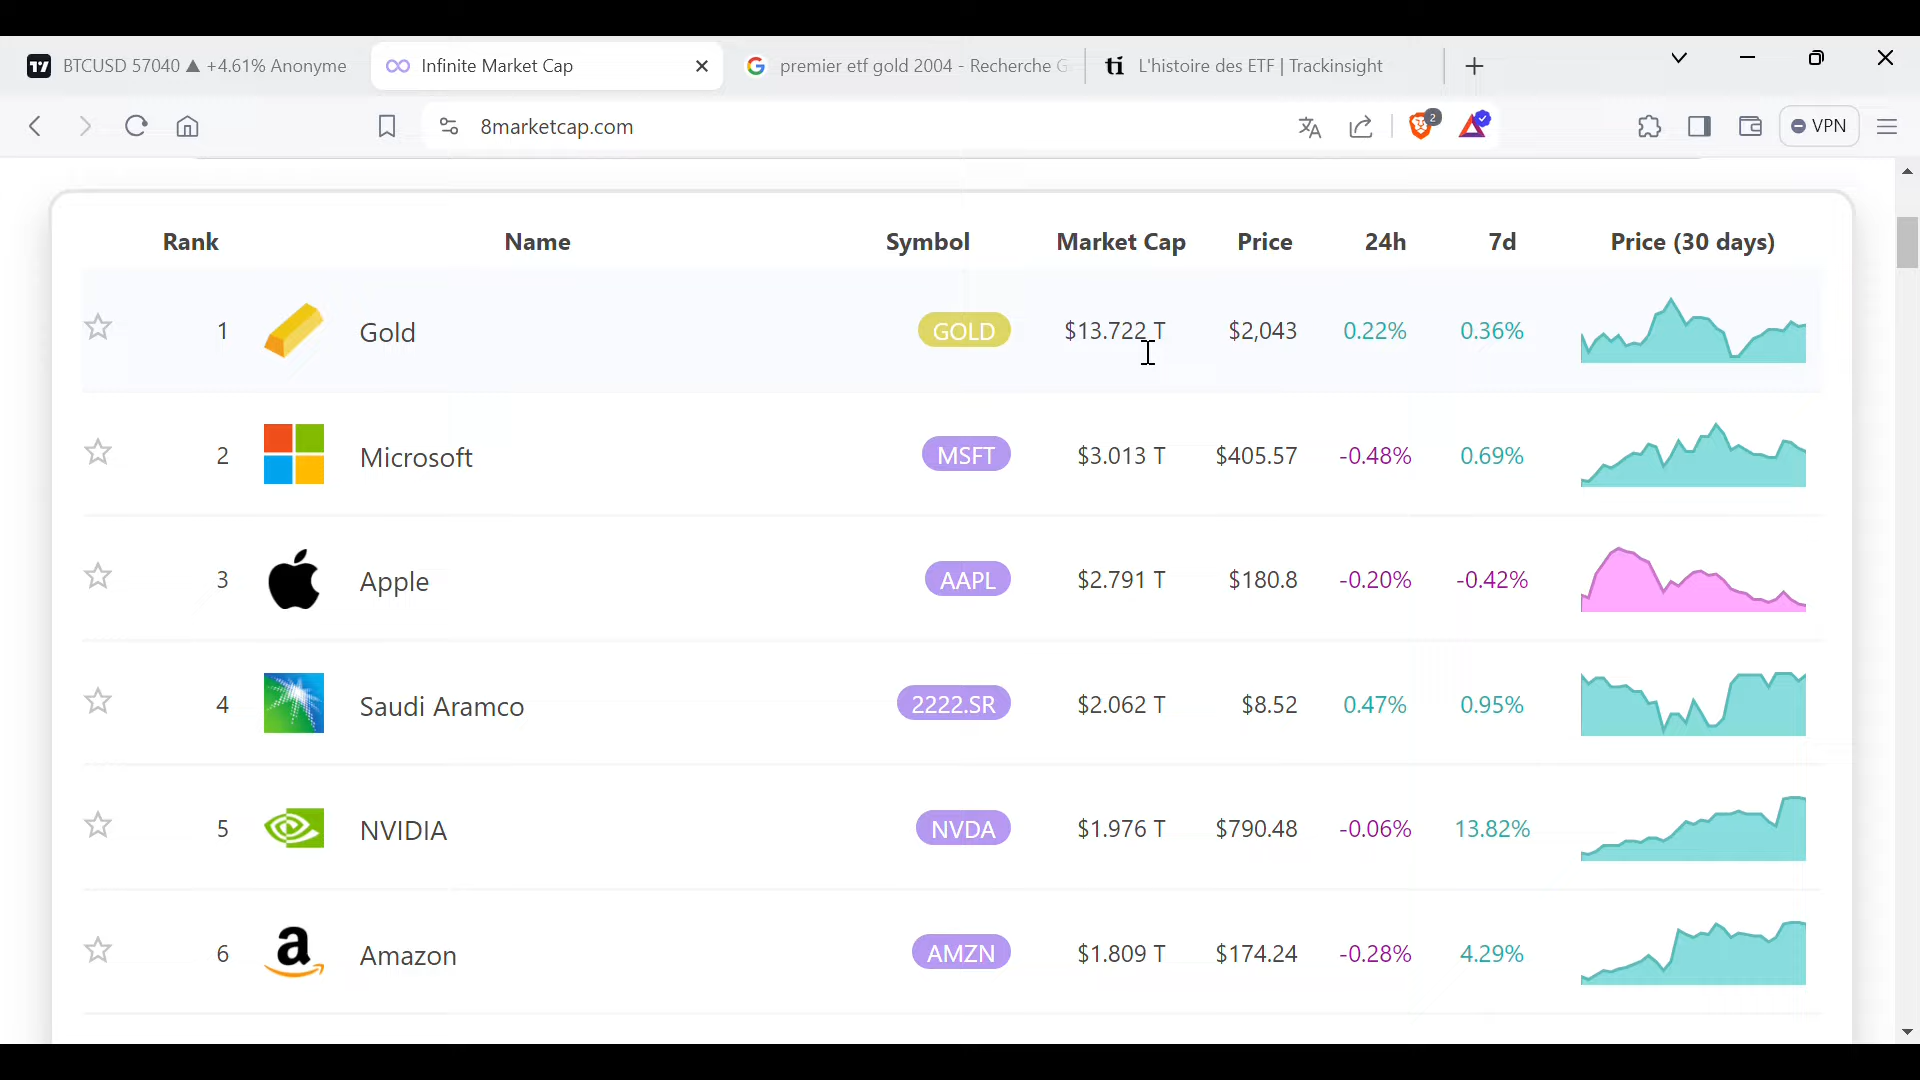 BTCUSD 57040 ▲ +4.61% Anonyme
Infinite Market Cap
premier etf gold 2004 - Recherche G
ti L'histoire des ETF | Trackinsight
8marketcap.com
2
VPN
Rank Name Symbol Market Cap Price 24h 7d Price (30 days)
1 Gold GOLD $13.722 T $2,043 0.22% 0.36%
2 Microsoft MSFT $3.013 T $405.57 -0.48% 0.69%
3 Apple AAPL $2.791 T $180.8 -0.20% -0.42%
4 Saudi Aramco 2222.SR $2.062 T $8.52 0.47% 0.95%
5 NVIDIA NVDA $1.976 T $790.48 -0.06% 13.82%
6 a Amazon AMZN $1.809 T $174.24 -0.28% 4.29%